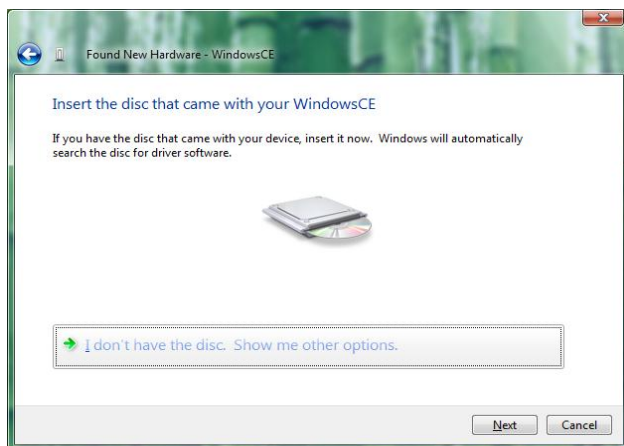 Found New Hardware - WindowsCE
Insert the disc that came with your WindowsCE
If you have the disc that came with your device, insert it now.  Windows will automatically
search the disc for driver software.
I don't have the disc.  Show me other options.
Next Cancel